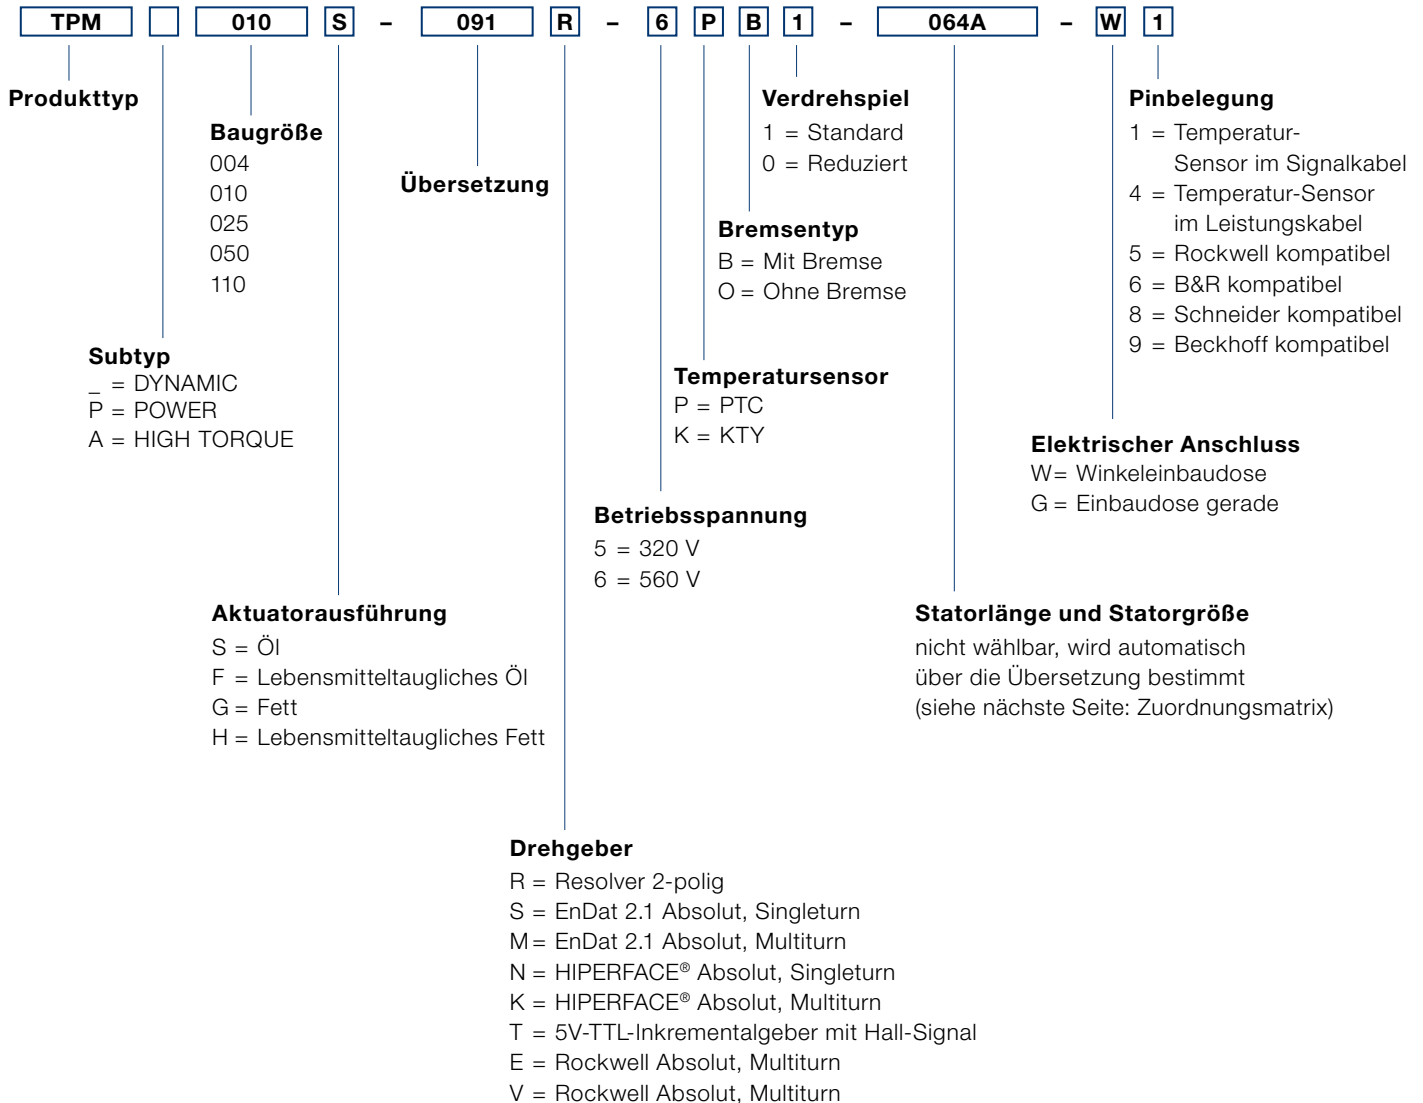 TPM 010 S – 091 R – 6 P B 1 – 064A – W 1
Produkttyp
Baugröße
004
010
025
050
110
Übersetzung
Verdrehspiel
1 = Standard
0 = Reduziert
Pinbelegung
1 = Temperatur-
Sensor im Signalkabel
4 = Temperatur-Sensor
im Leistungskabel
5 = Rockwell kompatibel
6 = B&R kompatibel
8 = Schneider kompatibel
9 = Beckhoff kompatibel
Bremsentyp
B = Mit Bremse
O = Ohne Bremse
Subtyp
_ = DYNAMIC
P = POWER
A = HIGH TORQUE
Temperatursensor
P = PTC
K = KTY
Elektrischer Anschluss
W= Winkeleinbaudose
G = Einbaudose gerade
Betriebsspannung
5 = 320 V
6 = 560 V
Aktuatorausführung
S = Öl
F = Lebensmitteltaugliches Öl
G = Fett
H = Lebensmitteltaugliches Fett
Statorlänge und Statorgröße
nicht wählbar, wird automatisch
über die Übersetzung bestimmt
(siehe nächste Seite: Zuordnungsmatrix)
Drehgeber
R = Resolver 2-polig
S = EnDat 2.1 Absolut, Singleturn
M = EnDat 2.1 Absolut, Multiturn
N = HIPERFACE® Absolut, Singleturn
K = HIPERFACE® Absolut, Multiturn
T = 5V-TTL-Inkrementalgeber mit Hall-Signal
E = Rockwell Absolut, Multiturn
V = Rockwell Absolut, Multiturn